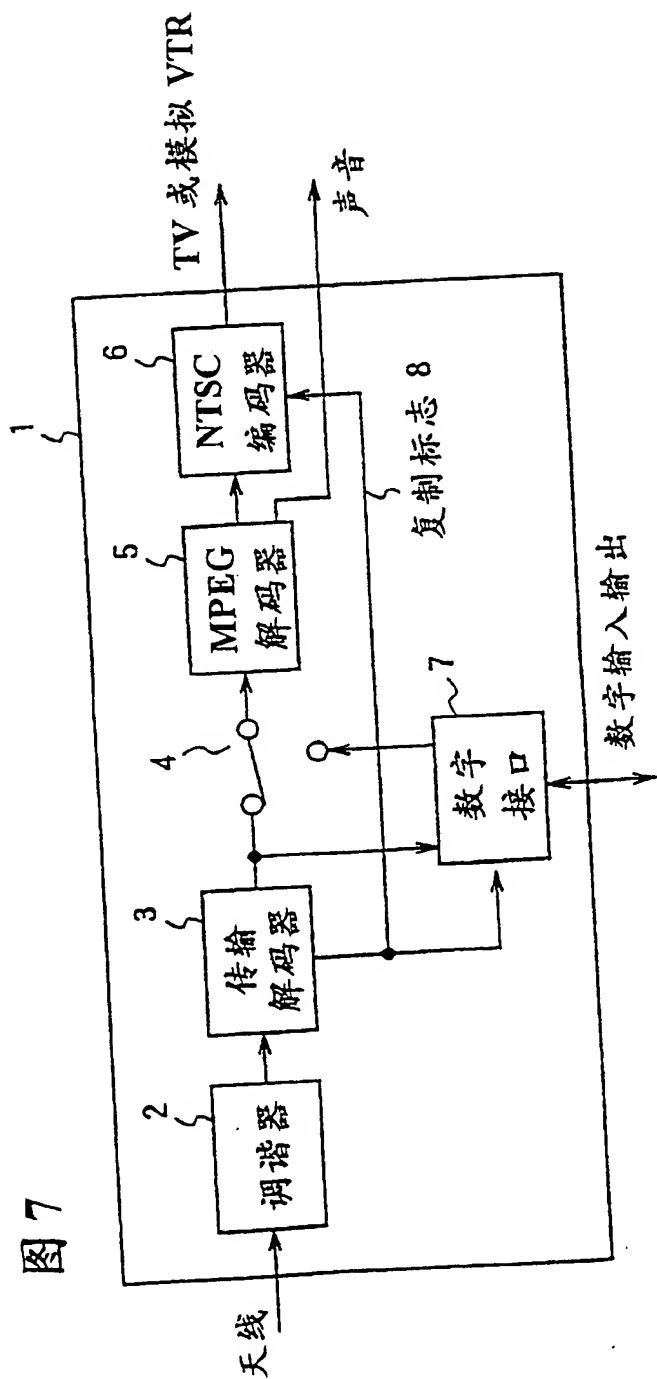 图7
1
天线
2
调谐器
3
传输
解码器
4
5
MPEG
解码器
6
NTSC
编码器
TV 或模拟 VTR
声音
复制标志 8
7
数字
接口
数字输入输出